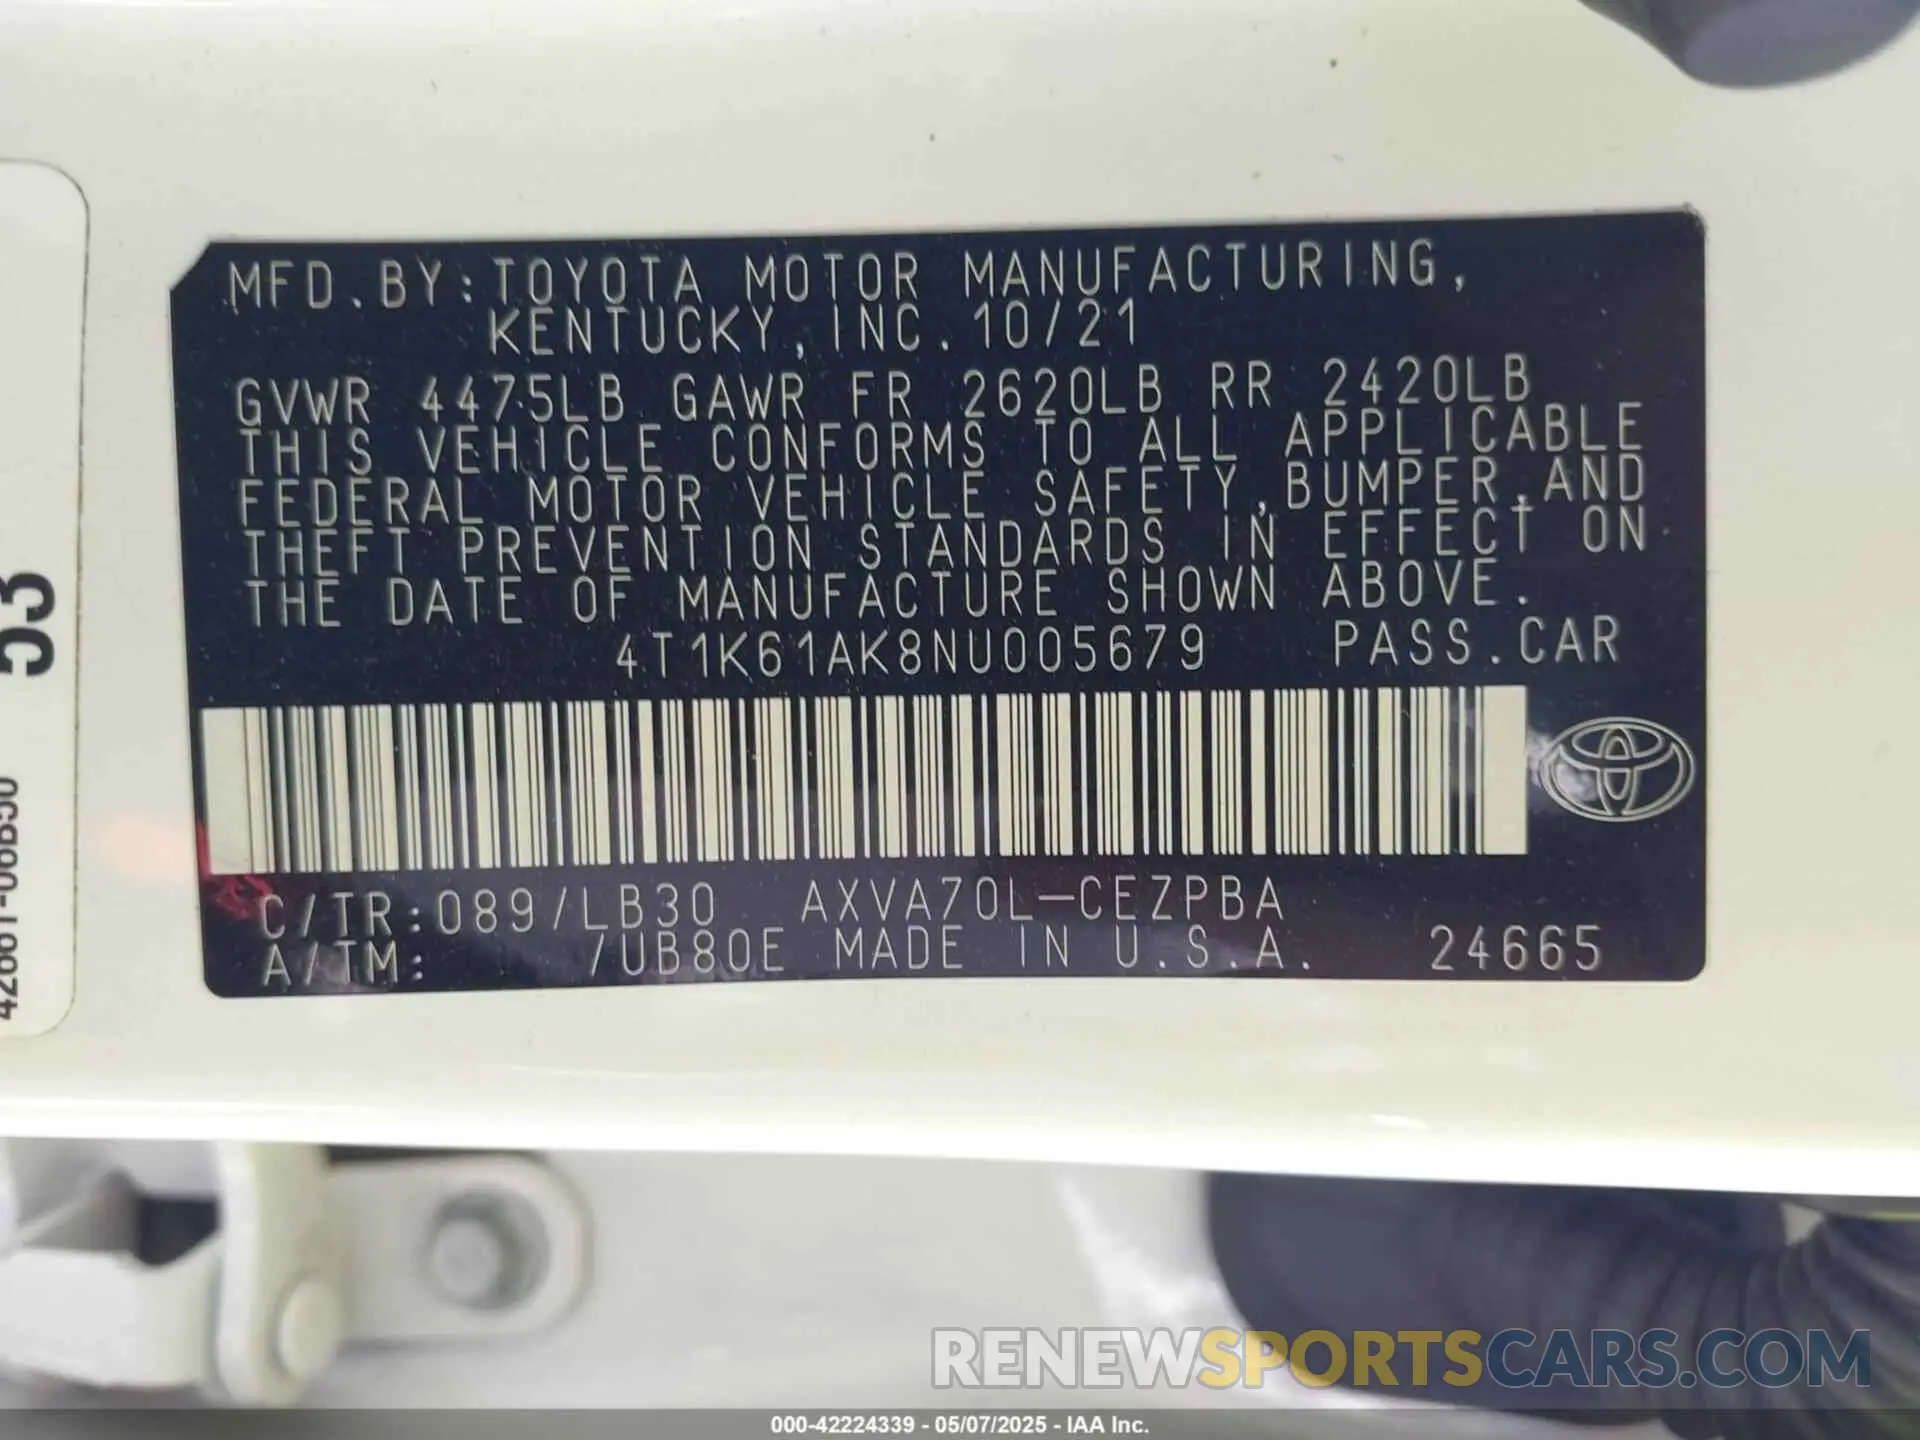 MFD.BY:TOYOTA MOTOR MANUFACTURING,
KENTUCKY,INC.10/21
GVWR 4475LB GAWR FR 2620LB RR 2420LB
THIS VEHICLE CONFORMS TO ALL APPLICABLE
FEDERAL MOTOR VEHICLE SAFETY,BUMPER,AND
THEFT PREVENTION STANDARDS IN EFFECT ON
THE DATE OF MANUFACTURE SHOWN ABOVE.
4T1K61AK8NU005679 PASS.CAR
C/TR:089/LB30 AXVA70L-CEZPBA
A/TM: /UB80E MADE IN U.S.A. 24665
53
RENEWSPORTSCARS.COM
000-42224339 - 05/07/2025 - IAA Inc.